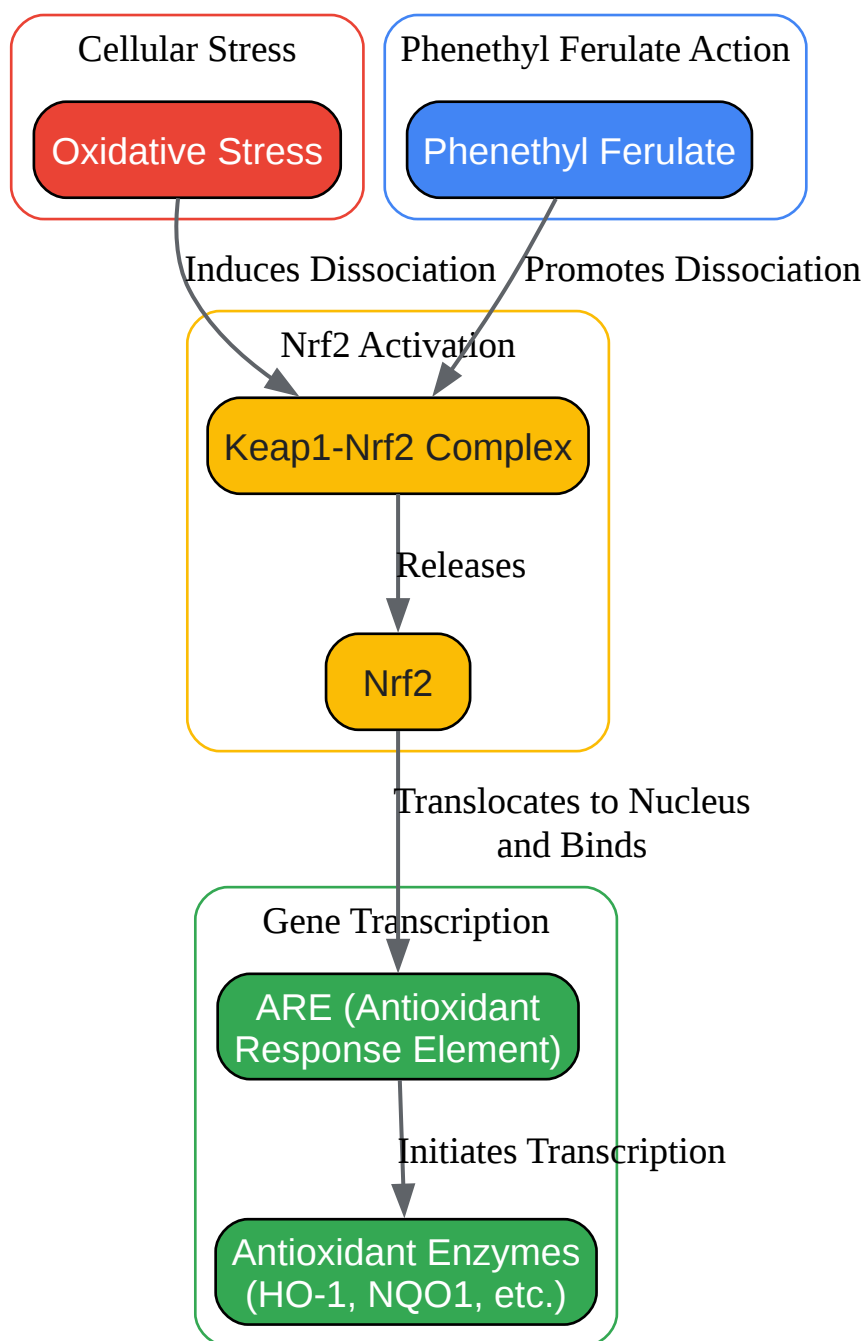 Cellular Stress
Phenethyl Ferulate Action
Oxidative Stress
Phenethyl Ferulate
Induces Dissociation
Promotes Dissociation
Nrf2 Activation
Keap1-Nrf2 Complex
Releases
Nrf2
Translocates to Nucleus
and Binds
Gene Transcription
ARE (Antioxidant
Response Element)
Initiates Transcription
Antioxidant Enzymes
(HO-1, NQO1, etc.)